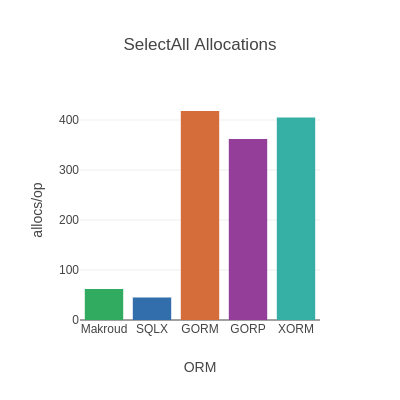 SelectAll Allocations
allocs/op
400
300
200
100
0
Makroud SQLX GORM GORP XORM
ORM